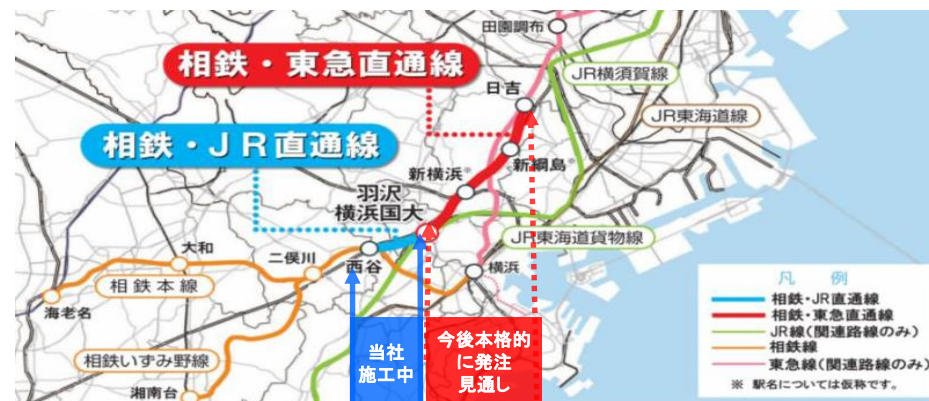 田園調布
相鉄・東急直通線
JR横須賀線
日吉
JR東海道線
相鉄・JR直通線
新綱島※
新横浜※
羽沢
横浜国大
JR東海道貨物線
大和
二俣川
西谷
横浜
相鉄本線
海老名
相鉄いずみ野線
湘南台
当社
施工中
今後本格的
に発注
見通し
凡 例
相鉄・JR直通線
相鉄・東急直通線
JR線(関連路線のみ)
相鉄線
東急線(関連路線のみ)
※ 駅名については仮称です。